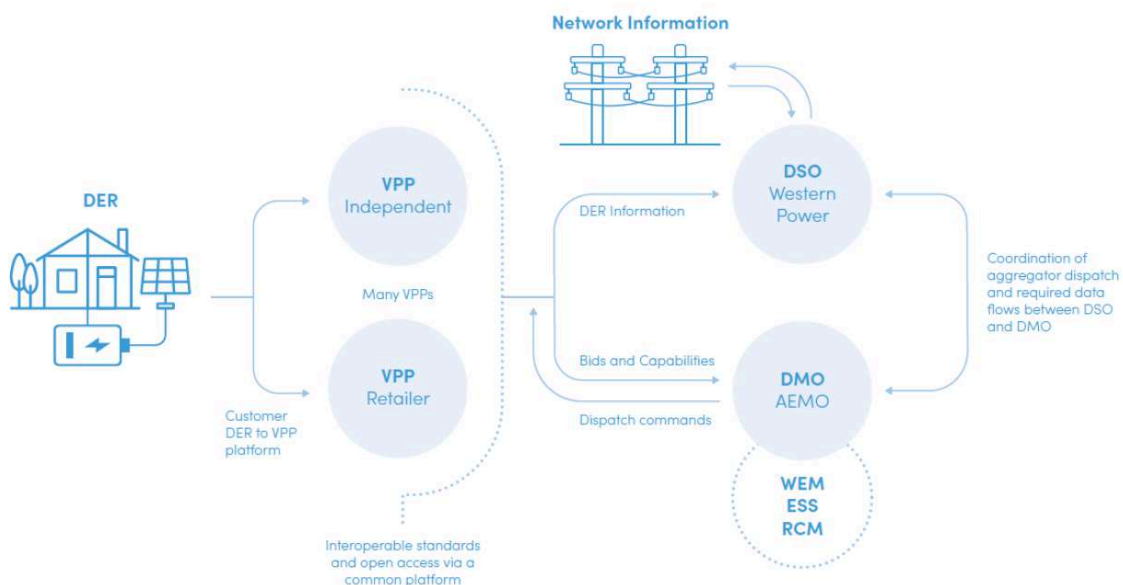 Network Information
DER
VPP
Independent
Many VPPs
VPP
Retailer
Customer
DER to VPP
platform
Interoperable standards
and open access via a
common platform
DER Information
Bids and Capabilities
Dispatch commands
DSO
Western
Power
DMO
AEMO
WEM
ESS
RCM
Coordination of
aggregator dispatch
and required data
flows between DSO
and DMO